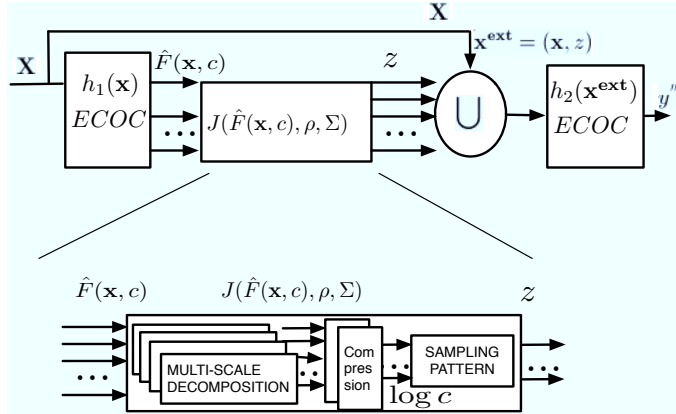 X
x^ext = (x, z)
X
F̂(x, c)
z
h₁(x)
ECOC
J(F̂(x, c), ρ, Σ)
...
...
∪
h₂(x^ext)
ECOC
F̂(x, c)
J(F̂(x, c), ρ, Σ)
z
...
MULTI-SCALE
DECOMPOSITION
...
Com
pres
sion
...
log c
SAMPLING
PATTERN
...